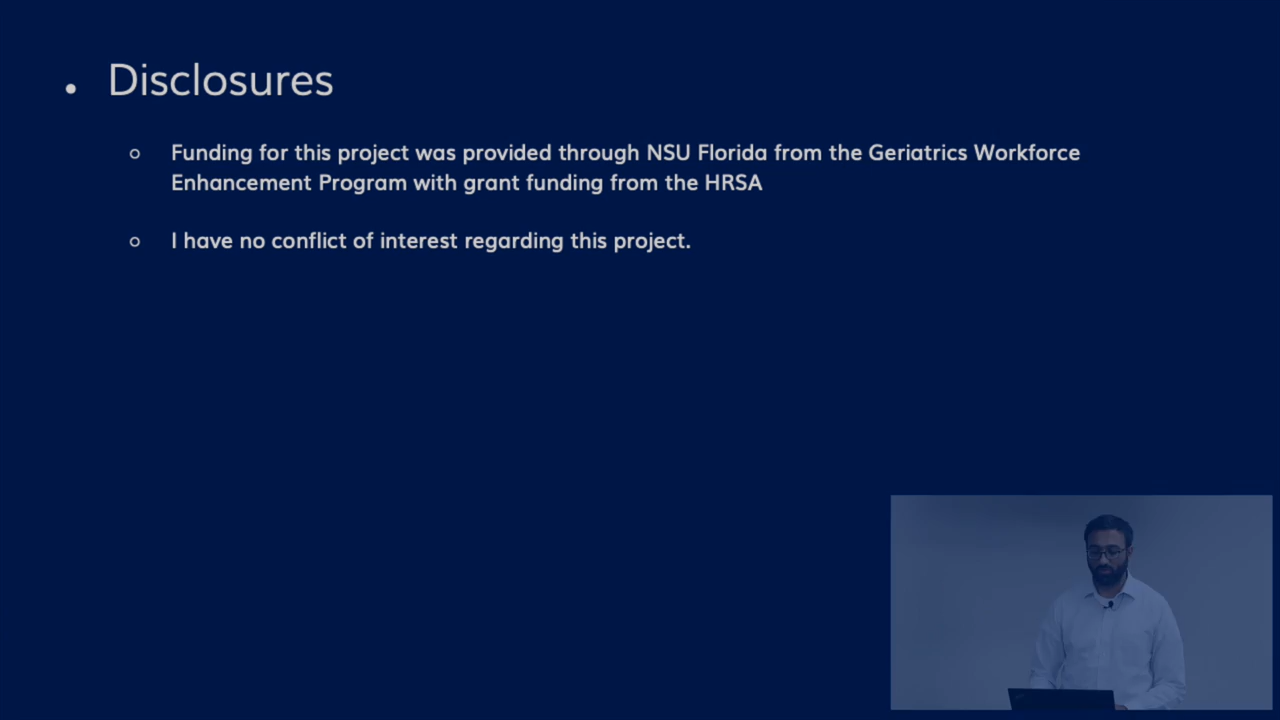 Disclosures
Funding for this project was provided through NSU Florida from the Geriatrics Workforce
Enhancement Program with grant funding from the HRSA
I have no conflict of interest regarding this project.